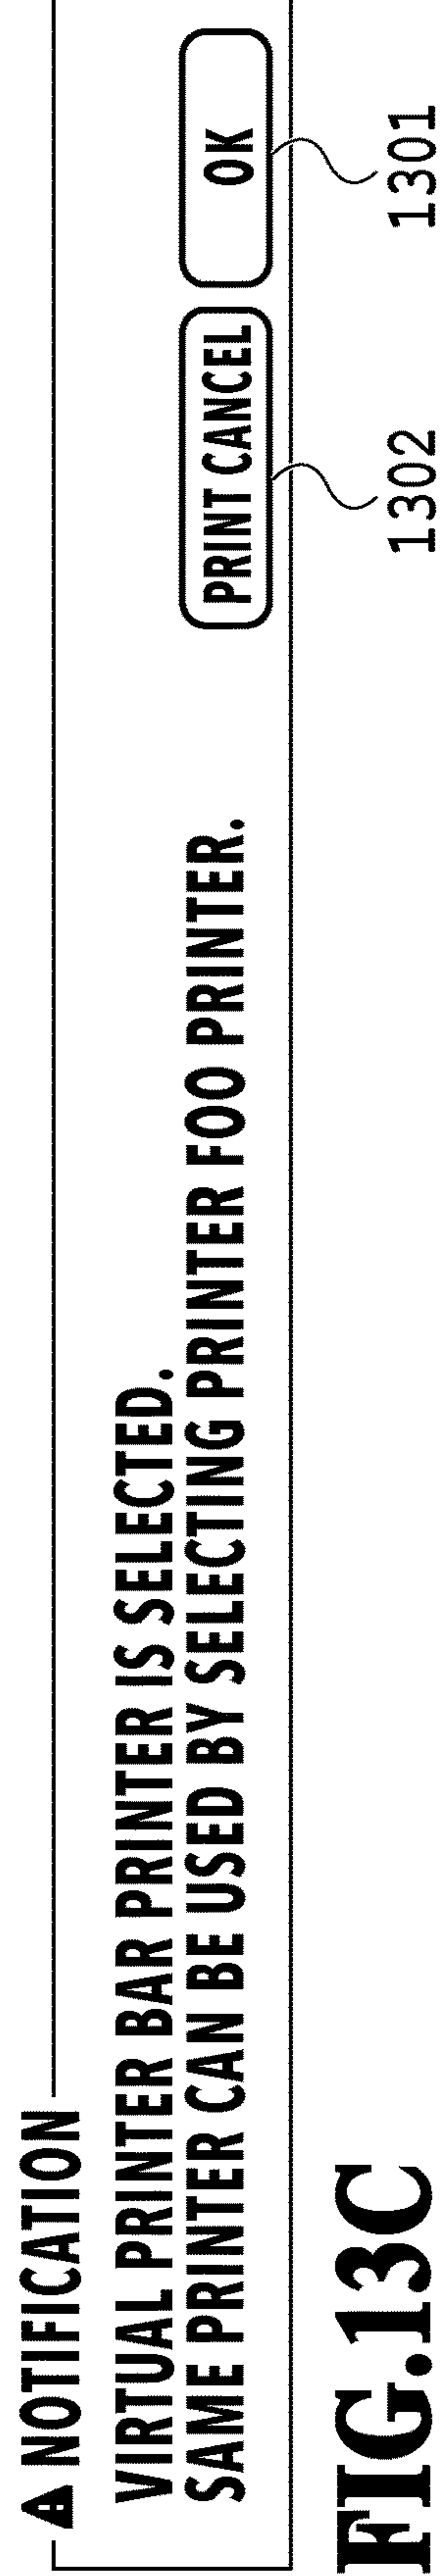 NOTIFICATION
VIRTUAL PRINTER BAR PRINTER IS SELECTED.
SAME PRINTER CAN BE USED BY SELECTING PRINTER FOO PRINTER.
PRINT CANCEL OK
1302 1301
FIG.13C